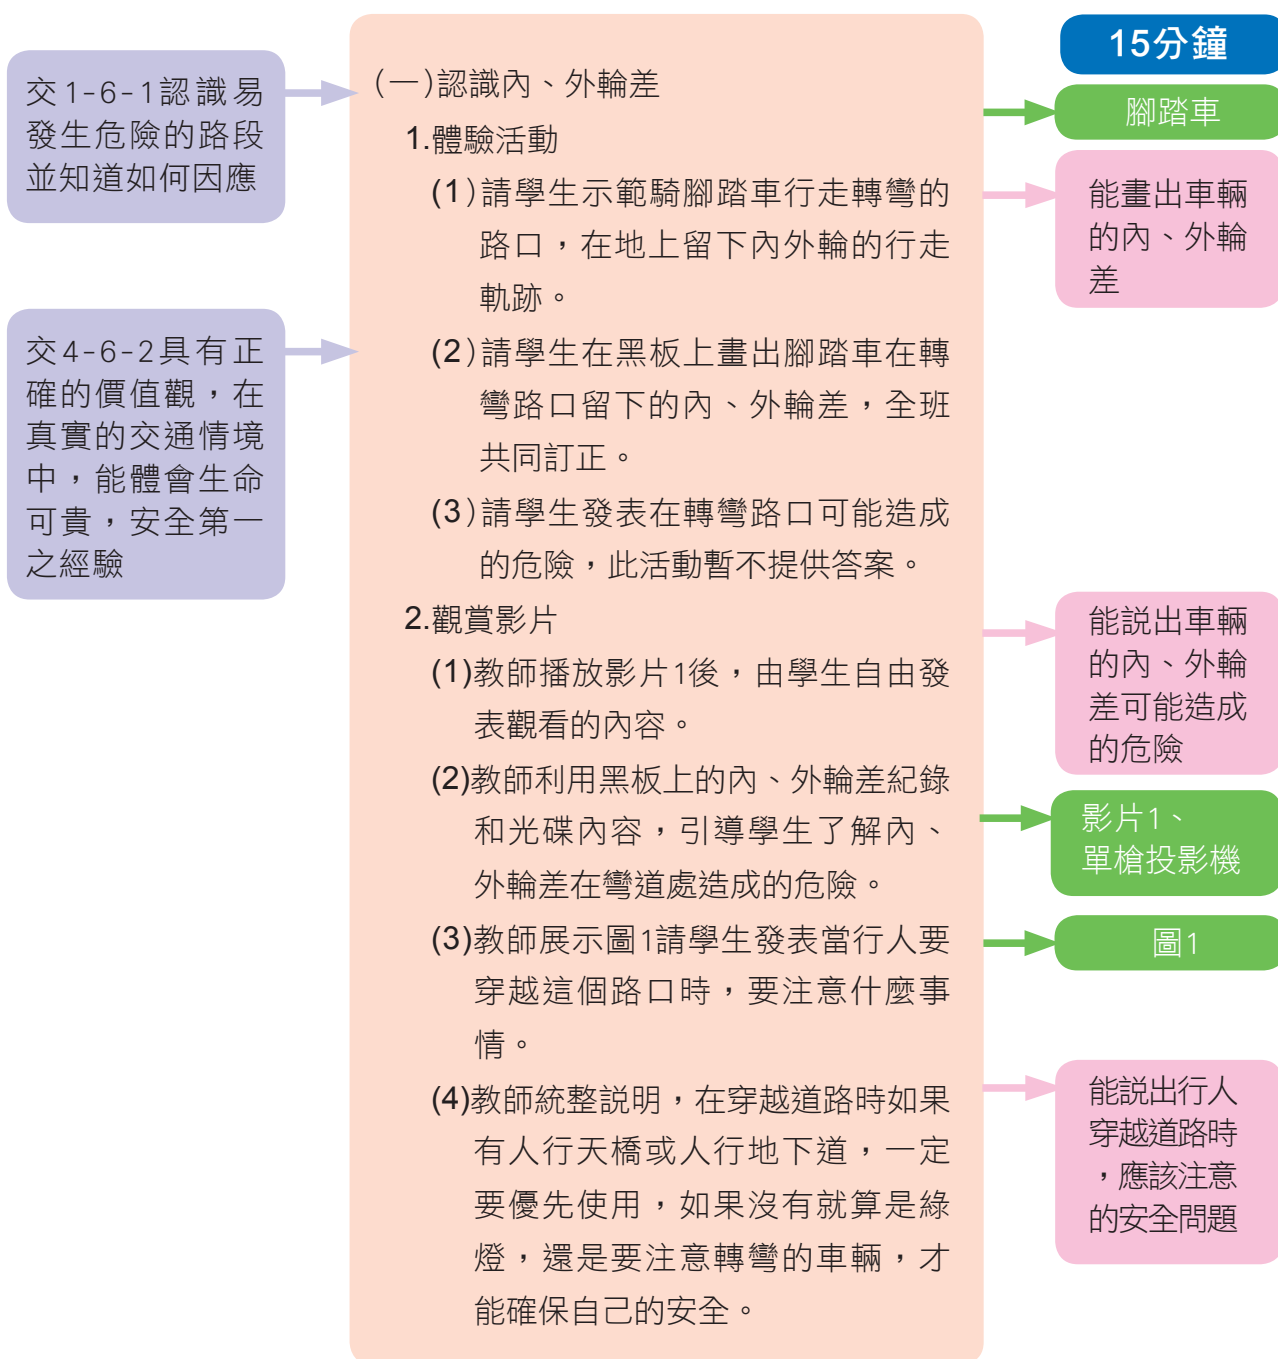 交1-6-1認識易
發生危險的路段
並知道如何因應
交4-6-2具有正
確的價值觀，在
真實的交通情境
中，能體會生命
可貴，安全第一
之經驗
(一)認識內、外輪差
1.體驗活動
(1)請學生示範騎腳踏車行走轉彎的
路口，在地上留下內外輪的行走
軌跡。
(2)請學生在黑板上畫出腳踏車在轉
彎路口留下的內、外輪差，全班
共同訂正。
(3)請學生發表在轉彎路口可能造成
的危險，此活動暫不提供答案。
2.觀賞影片
(1)教師播放影片1後，由學生自由發
表觀看的內容。
(2)教師利用黑板上的內、外輪差紀錄
和光碟內容，引導學生了解內、
外輪差在彎道處造成的危險。
(3)教師展示圖1請學生發表當行人要
穿越這個路口時，要注意什麼事
情。
(4)教師統整説明，在穿越道路時如果
有人行天橋或人行地下道，一定
要優先使用，如果沒有就算是綠
燈，還是要注意轉彎的車輛，才
能確保自己的安全。
15分鐘
腳踏車
能畫出車輛
的內、外輪
差
能説出車輛
的內、外輪
差可能造成
的危險
影片1、
單槍投影機
圖1
能説出行人
穿越道路時
，應該注意
的安全問題